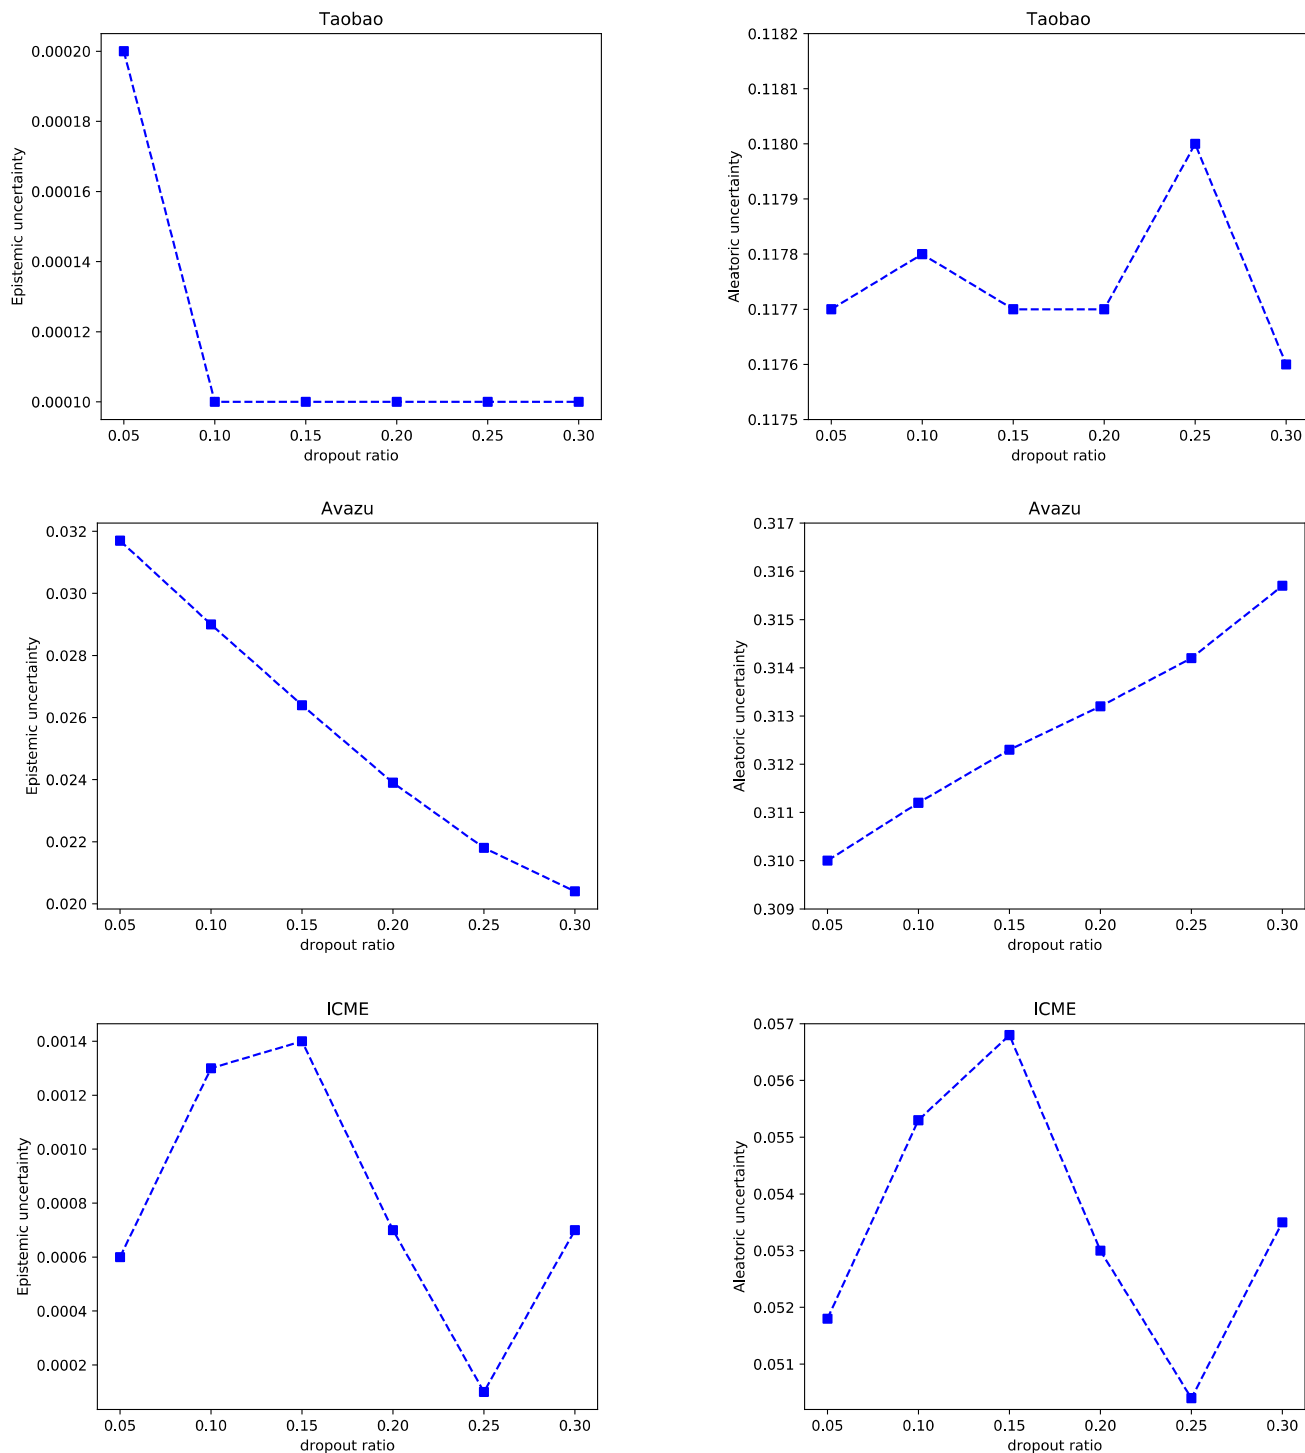 Taobao
Epistemic uncertainty
0.00020
0.00018
0.00016
0.00014
0.00012
0.00010
0.05 0.10 0.15 0.20 0.25 0.30
dropout ratio
Taobao
Aleatoric uncertainty
0.1182
0.1181
0.1180
0.1179
0.1178
0.1177
0.1176
0.1175
0.05 0.10 0.15 0.20 0.25 0.30
dropout ratio
Avazu
Epistemic uncertainty
0.032
0.030
0.028
0.026
0.024
0.022
0.020
0.05 0.10 0.15 0.20 0.25 0.30
dropout ratio
Avazu
Aleatoric uncertainty
0.317
0.316
0.315
0.314
0.313
0.312
0.311
0.310
0.309
0.05 0.10 0.15 0.20 0.25 0.30
dropout ratio
ICME
Epistemic uncertainty
0.0014
0.0012
0.0010
0.0008
0.0006
0.0004
0.0002
0.05 0.10 0.15 0.20 0.25 0.30
dropout ratio
ICME
Aleatoric uncertainty
0.057
0.056
0.055
0.054
0.053
0.052
0.051
0.05 0.10 0.15 0.20 0.25 0.30
dropout ratio